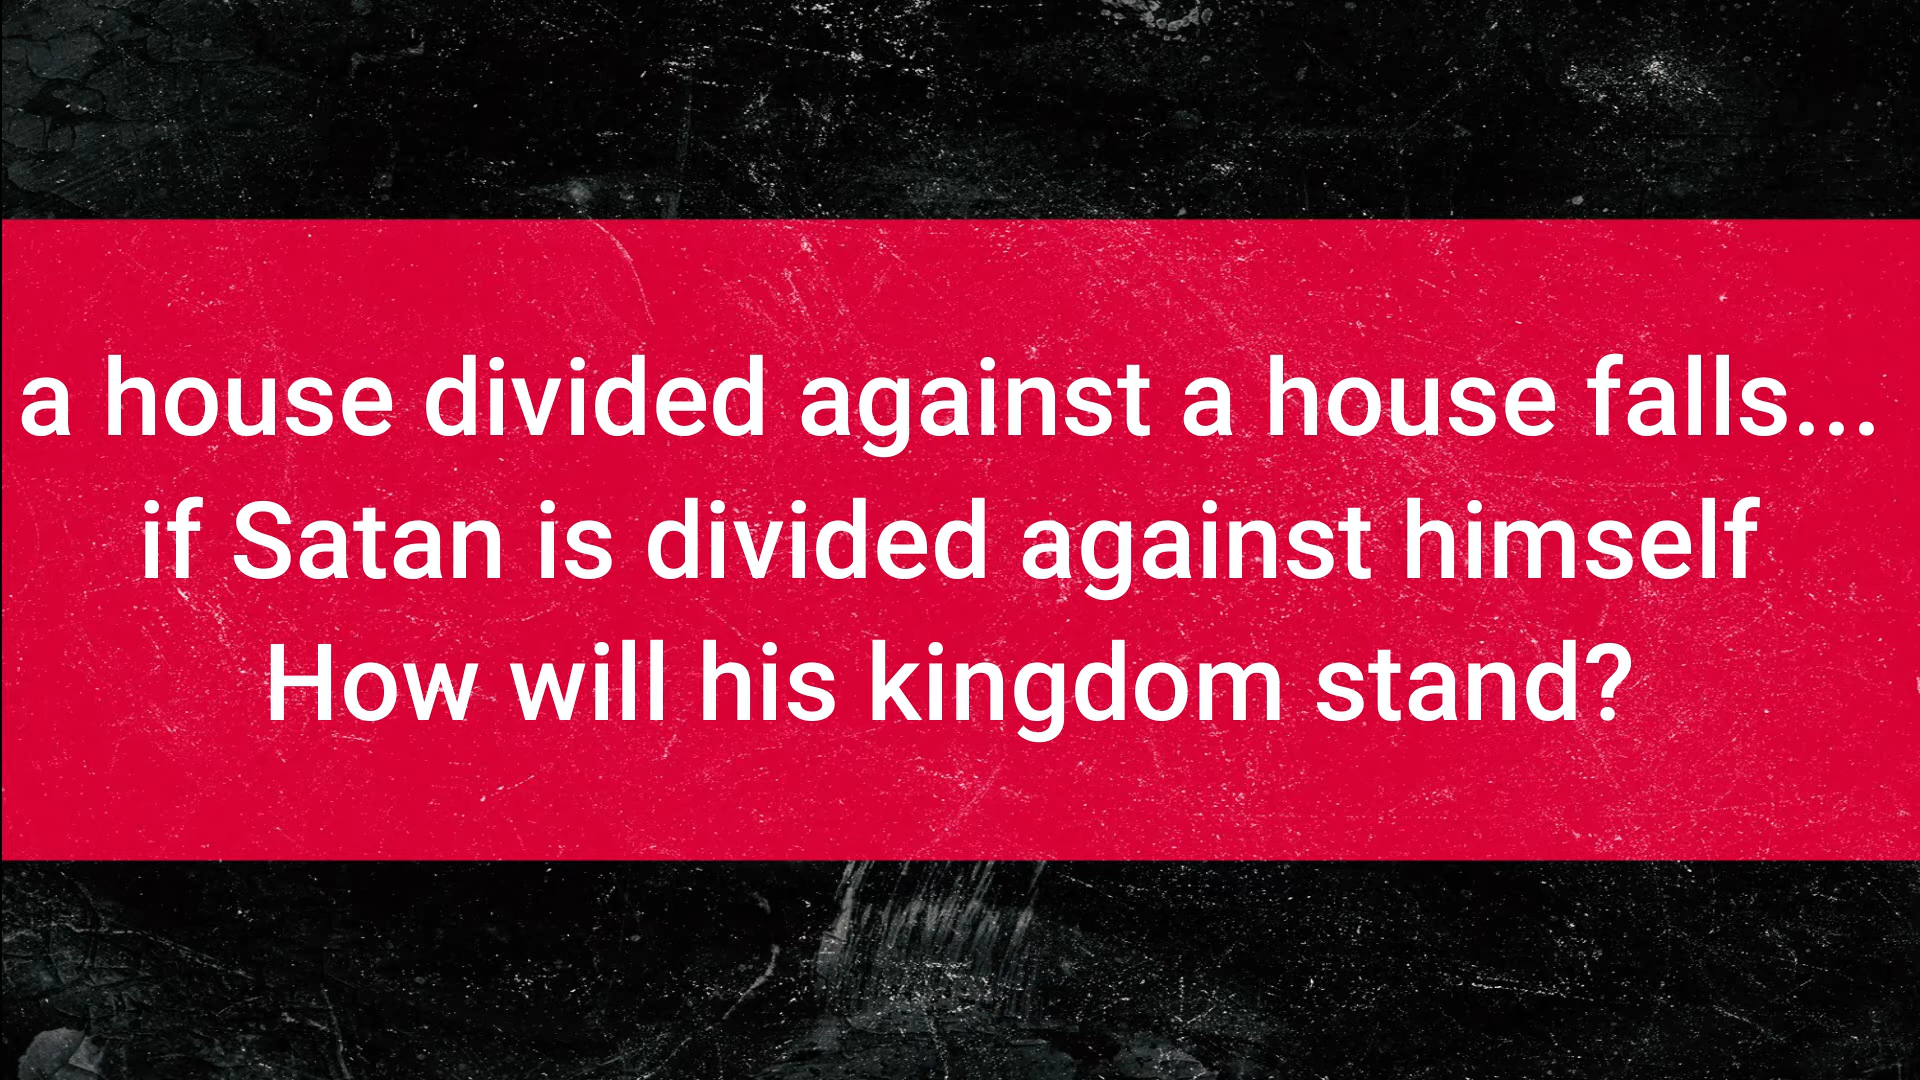 a house divided against a house falls...
if Satan is divided against himself
How will his kingdom stand?